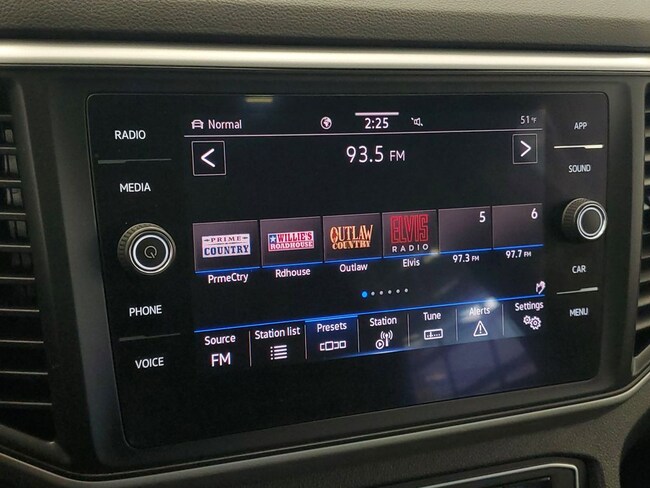 RADIO
MEDIA
PHONE
VOICE
Normal 2:25 51 °F
93.5 FM
PRIME COUNTRY
WILLIE'S ROADHOUSE
OUTLAW COUNTRY
ELVIS RADIO
5 6
PrmeCtry Rdhouse Outlaw Elvis 97.3 FM 97.7 FM
Source Station list Presets Station Tune Alerts Settings
FM
APP
SOUND
CAR
MENU